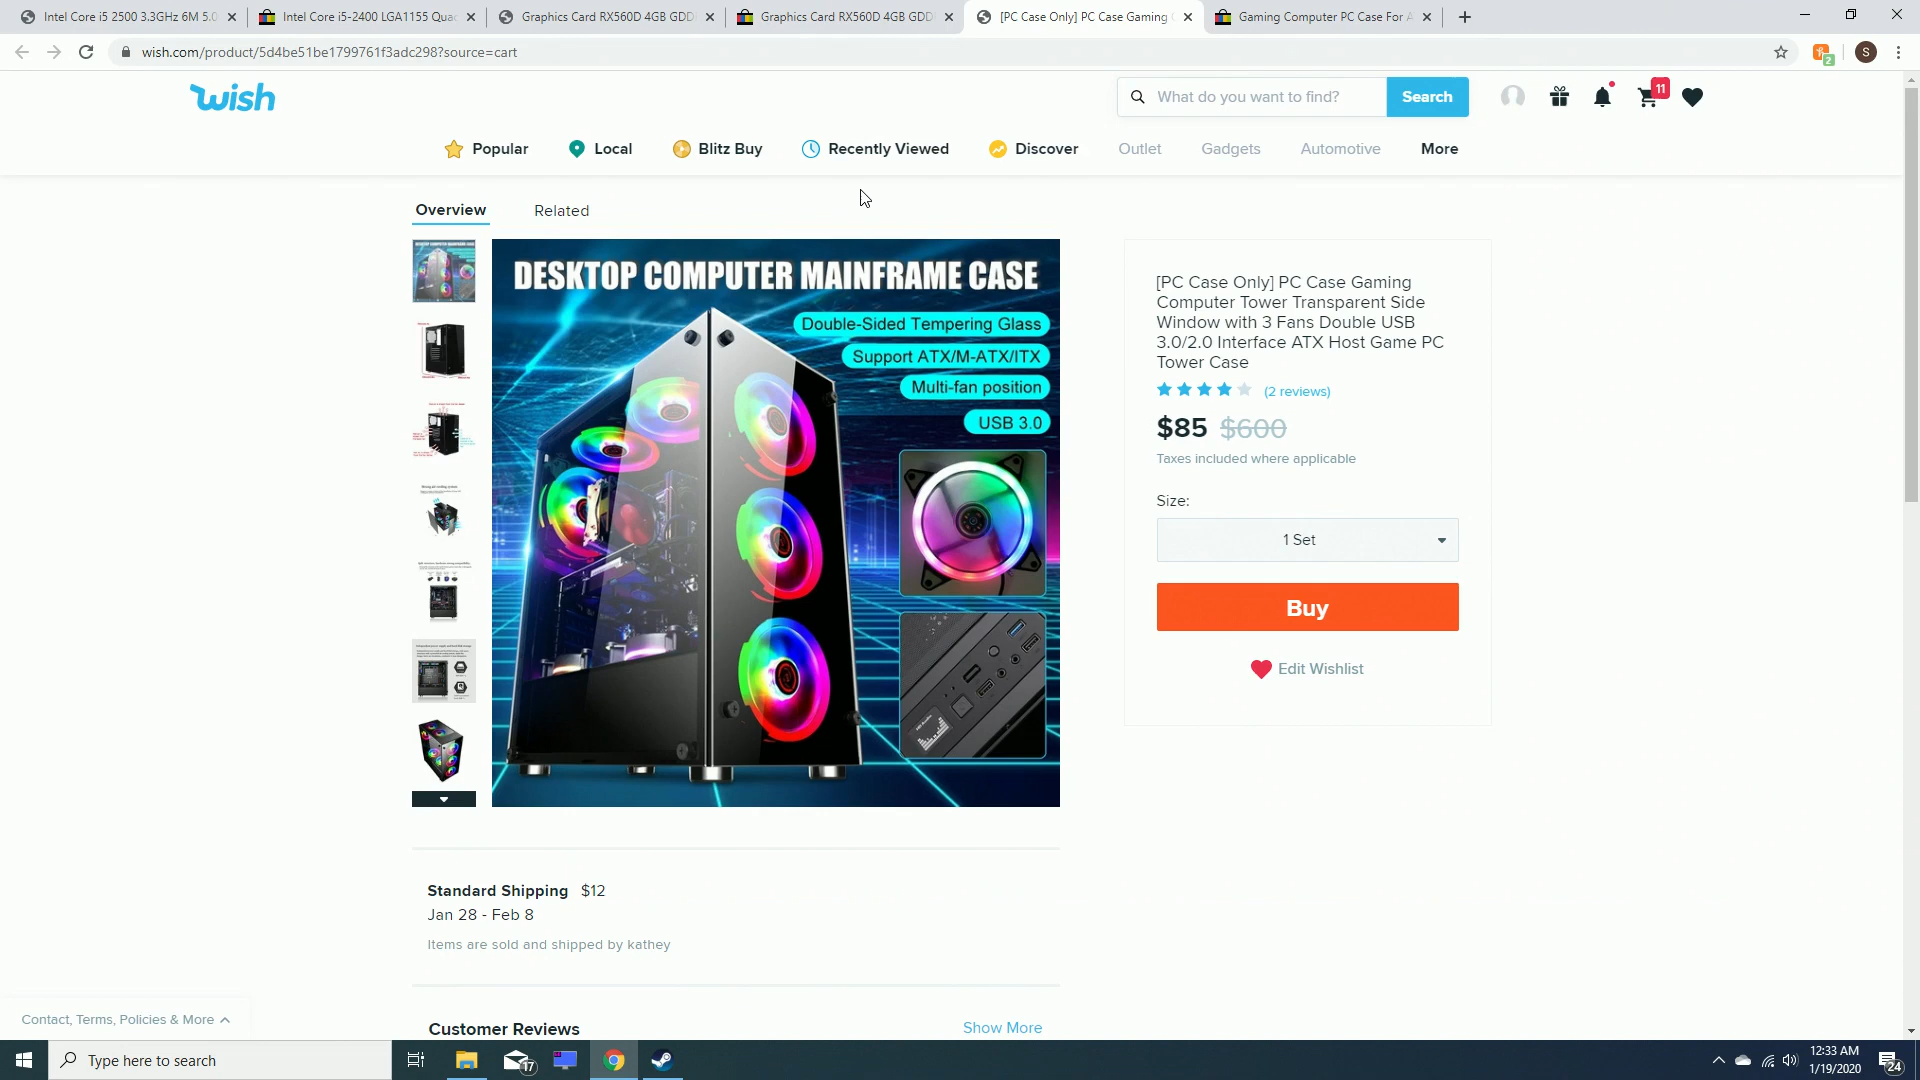 Intel Core i5 2500 3.3GHz 6M 5.0
Intel Core i5-2400 LGA1155 Quad
Graphics Card RX560D 4GB GDD
Graphics Card RX560D 4GB GDD
[PC Case Only] PC Case Gaming
Gaming Computer PC Case For A
wish.com/product/5d4be51be1799761f3adc298?source=cart
2
S
wish
What do you want to find?
Search
11
Popular
Local
Blitz Buy
Recently Viewed
Discover
Outlet
Gadgets
Automotive
More
Overview
Related
DESKTOP COMPUTER MAINFRAME CASE
Double-Sided Tempering Glass
Support ATX/M-ATX/ITX
Multi-fan position
USB 3.0
[PC Case Only] PC Case Gaming
Computer Tower Transparent Side
Window with 3 Fans Double USB
3.0/2.0 Interface ATX Host Game PC
Tower Case
(2 reviews)
$85 $600
Taxes included where applicable
Size:
1 Set
Buy
Edit Wishlist
Standard Shipping $12
Jan 28 - Feb 8
Items are sold and shipped by kathey
Customer Reviews
Show More
Contact, Terms, Policies & More
Type here to search
17
12:33 AM
1/19/2020
24